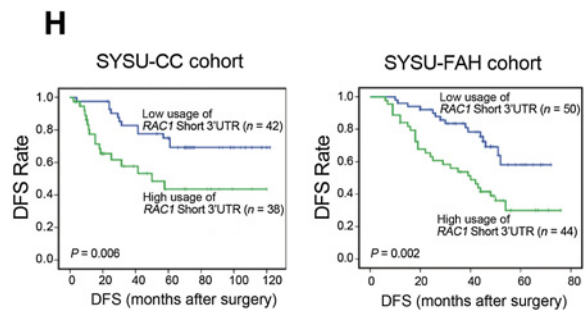 H
SYSU-CC cohort
DFS Rate
1.0
0.8
0.6
0.4
0.2
0.0
Low usage of
RAC1 Short 3'UTR (n = 42)
High usage of
RAC1 Short 3'UTR (n = 38)
P = 0.006
0 20 40 60 80 100 120
DFS (months after surgery)
SYSU-FAH cohort
DFS Rate
1.0
0.8
0.6
0.4
0.2
0.0
Low usage of
RAC1 Short 3'UTR (n = 50)
High usage of
RAC1 Short 3'UTR (n = 44)
P = 0.002
0 20 40 60 80
DFS (months after surgery)